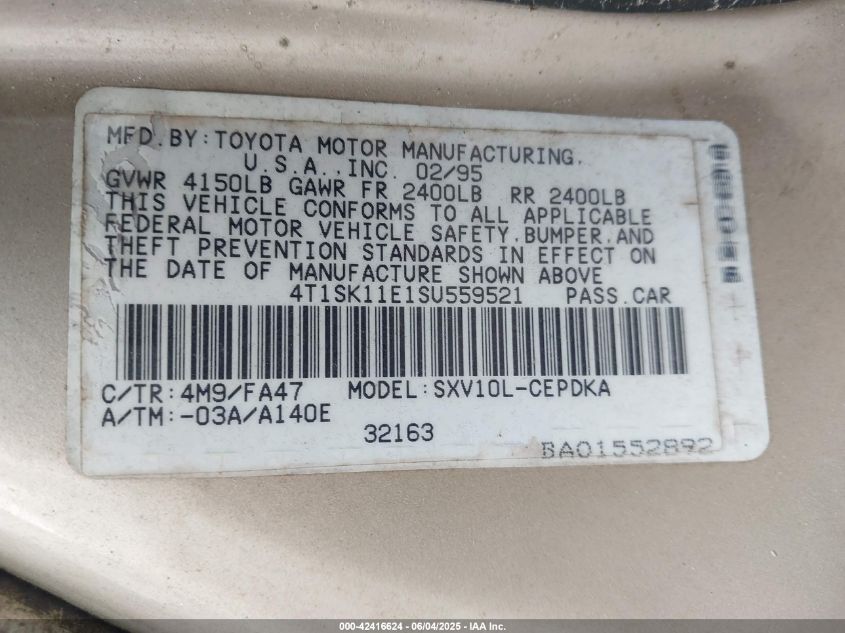 MFD.BY:TOYOTA MOTOR MANUFACTURING,
U.S.A.,INC. 02/95
GVWR 4150LB GAWR FR 2400LB RR 2400LB
THIS VEHICLE CONFORMS TO ALL APPLICABLE
FEDERAL MOTOR VEHICLE SAFETY,BUMPER,AND
THEFT PREVENTION STANDARDS IN EFFECT ON
THE DATE OF MANUFACTURE SHOWN ABOVE
4T1SK11E1SU559521 PASS.CAR
C/TR:4M9/FA47 MODEL:SXV10L-CEPDKA
A/TM:-03A/A140E
32163
BA01552892
000-42416624 - 06/04/2025 - IAA Inc.